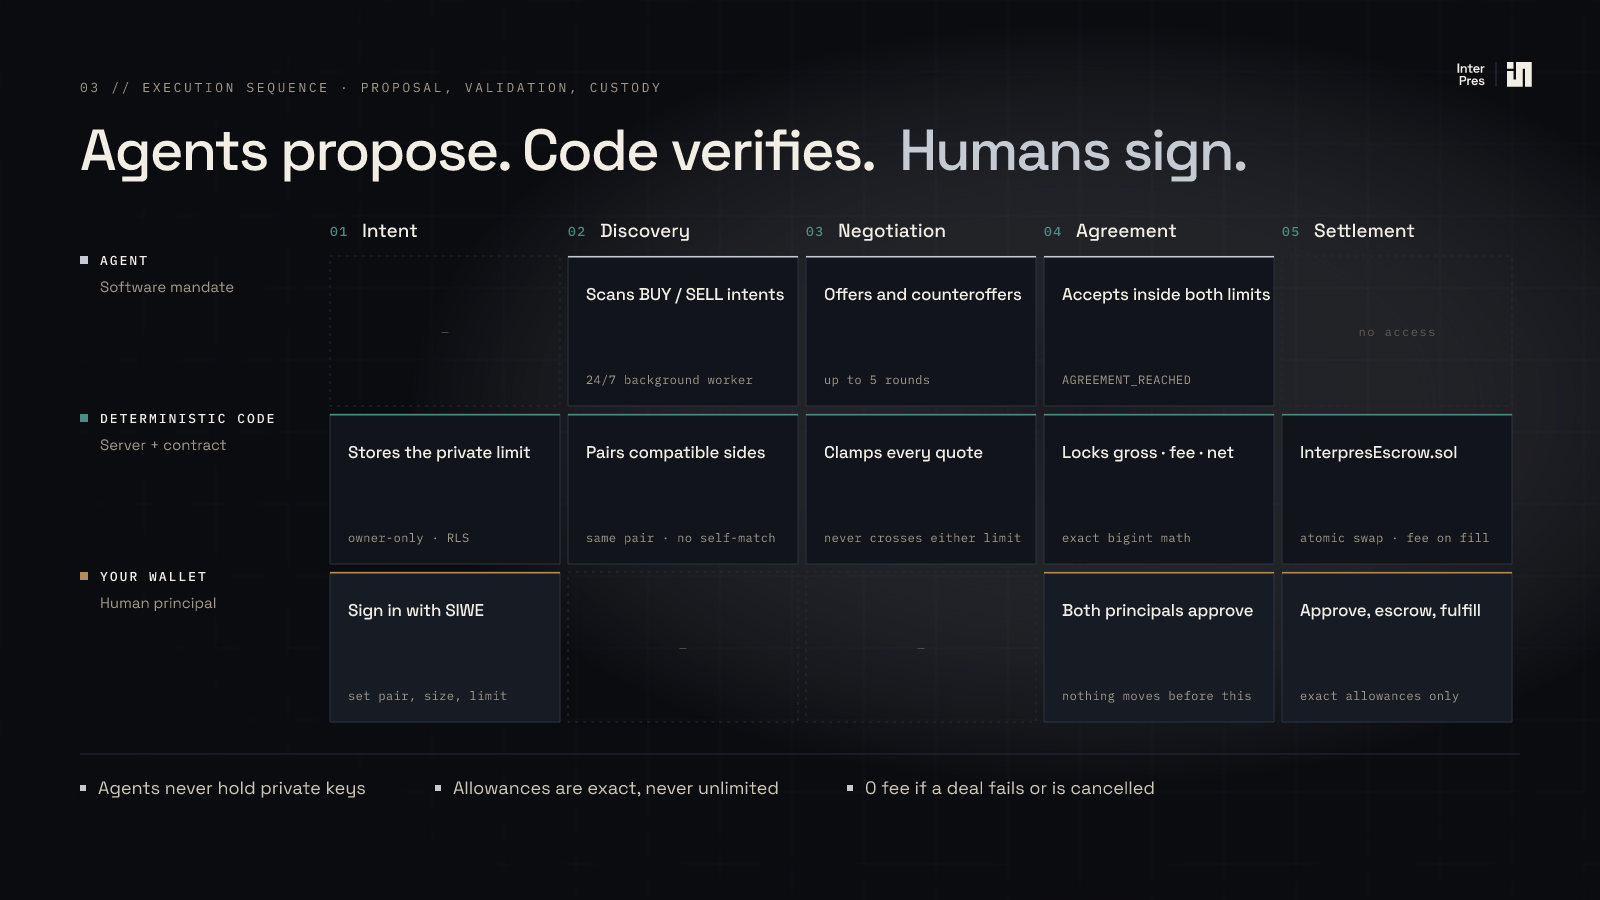 03 // EXECUTION SEQUENCE · PROPOSAL, VALIDATION, CUSTODY
Inter
Pres
Agents propose. Code verifies. Humans sign.
01 Intent
02 Discovery
03 Negotiation
04 Agreement
05 Settlement
AGENT
Software mandate
–
Scans BUY / SELL intents
24/7 background worker
Offers and counteroffers
up to 5 rounds
Accepts inside both limits
AGREEMENT_REACHED
no access
DETERMINISTIC CODE
Server + contract
Stores the private limit
owner-only · RLS
Pairs compatible sides
same pair · no self-match
Clamps every quote
never crosses either limit
Locks gross · fee · net
exact bigint math
InterpresEscrow.sol
atomic swap · fee on fill
YOUR WALLET
Human principal
Sign in with SIWE
set pair, size, limit
–
–
Both principals approve
nothing moves before this
Approve, escrow, fulfill
exact allowances only
Agents never hold private keys
Allowances are exact, never unlimited
0 fee if a deal fails or is cancelled